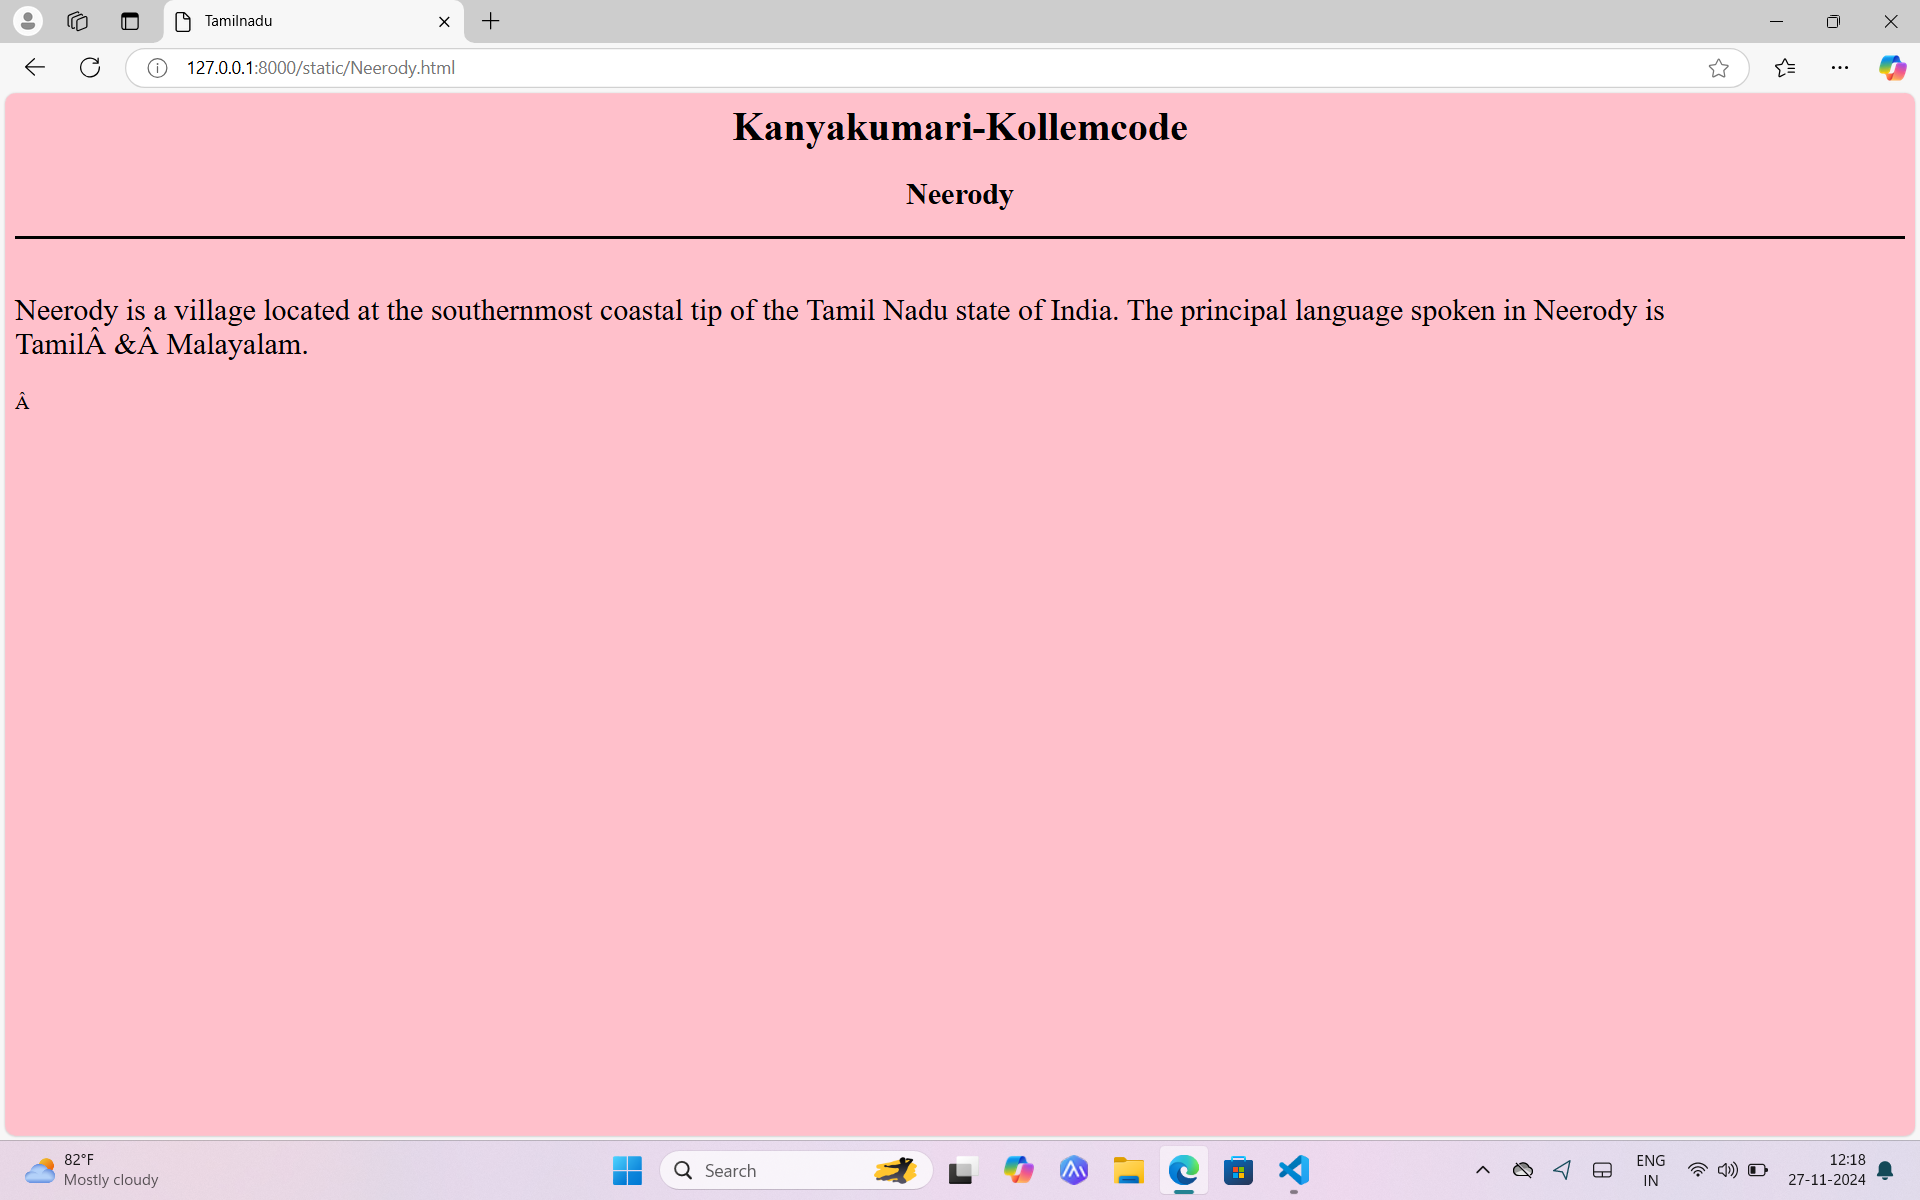 Tamilnadu
127.0.0.1:8000/static/Neerody.html
Kanyakumari-Kollemcode
Neerody
Neerody is a village located at the southernmost coastal tip of the Tamil Nadu state of India. The principal language spoken in Neerody is
TamilÂ &Â Malayalam.
Â
82°F
Mostly cloudy
Search
ENG
IN
12:18
27-11-2024